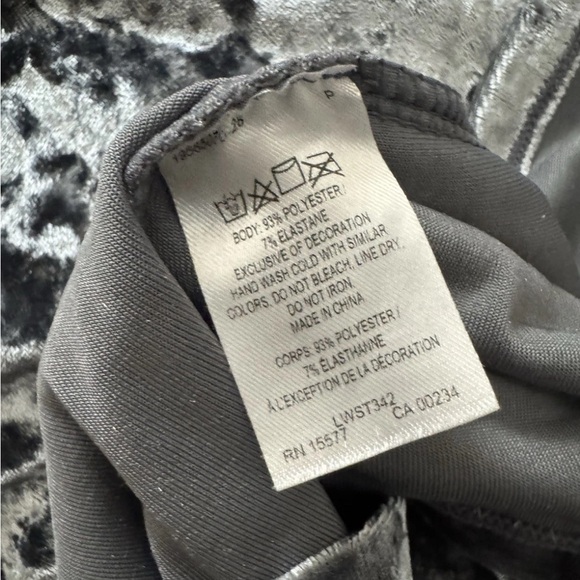 P
BODY: 93% POLYESTER /
7% ELASTANE
EXCLUSIVE OF DECORATION
HAND WASH COLD WITH SIMILAR
COLORS. DO NOT BLEACH, LINE DRY.
DO NOT IRON
MADE IN CHINA
CORPS: 93% POLYESTER /
7% ÉLASTHANNE
À L'EXCEPTION DE LA DÉCORATION
LWST342
RN 15577 CA 00234